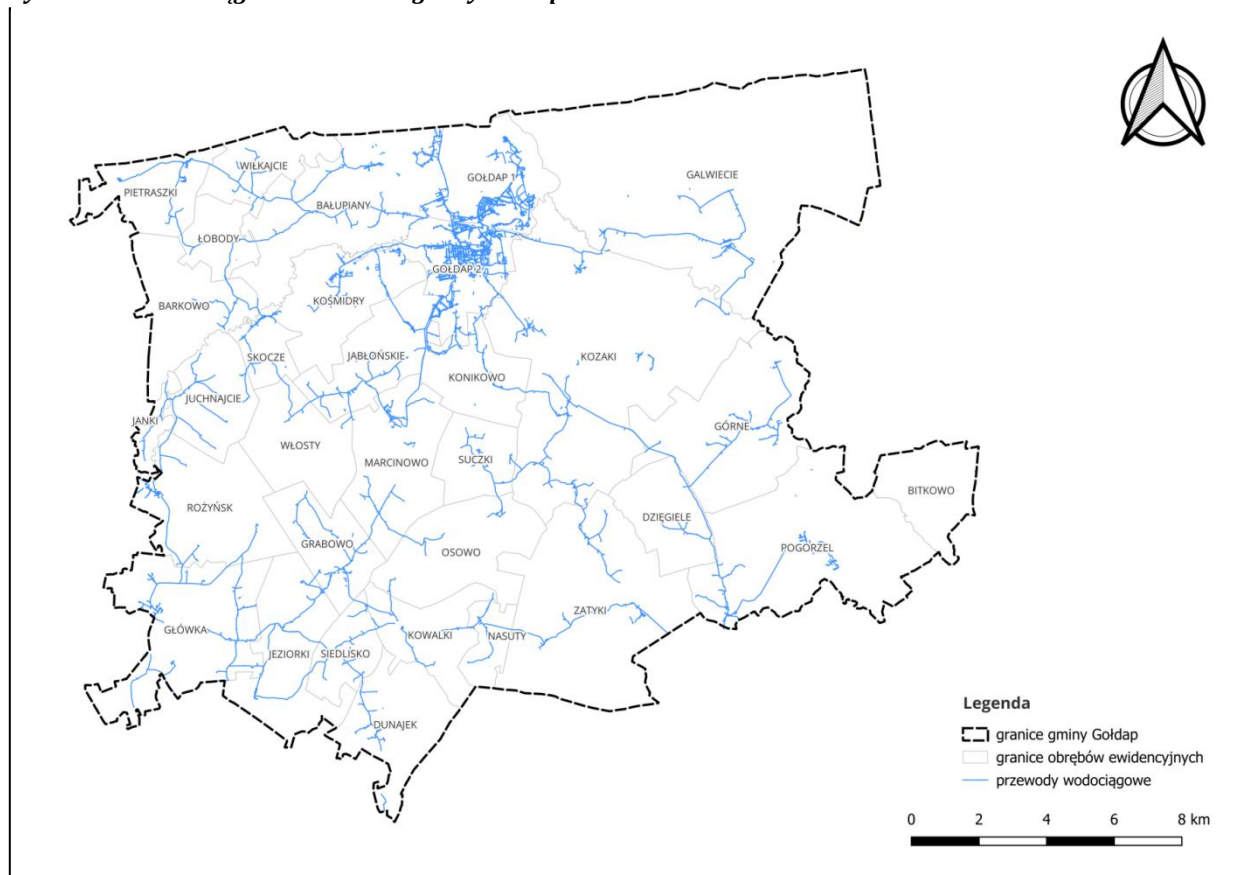 WIŁKAJCIE
GOŁDAP 1
GALWIECIE
PIETRASZKI
BAŁUPIANY
ŁOBODY
GOŁDAP 2
KOŚMIDRY
BARKOWO
SKOCZE
JABŁOŃSKIE
KOZAKI
KONIKOWO
JUCHNAJCIE
JANKI
GÓRNE
WŁOSTY
MARCINOWO
SUCZKI
BITKOWO
ROŻYŃSK
DZIĘGIELE
GRABOWO
OSOWO
POGORZEL
ZATYKI
GŁÓWKA
KOWALKI
NASUTY
JEZIORKI
SIEDLISKO
DUNAJEK
Legenda
granice gminy Gołdap
granice obrębów ewidencyjnych
przewody wodociągowe
0 2 4 6 8 km